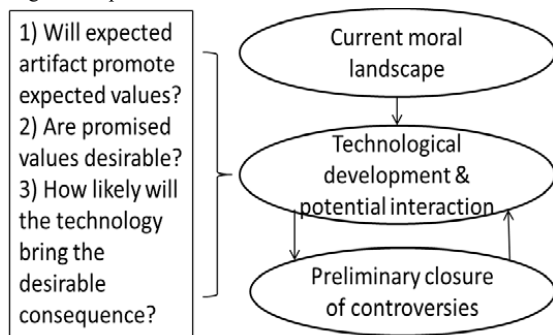 1) Will expected
artifact promote
expected values?
2) Are promised
values desirable?
3) How likely will
the technology
bring the
desirable
consequence?
Current moral
landscape
Technological
development &
potential interaction
Preliminary closure
of controversies